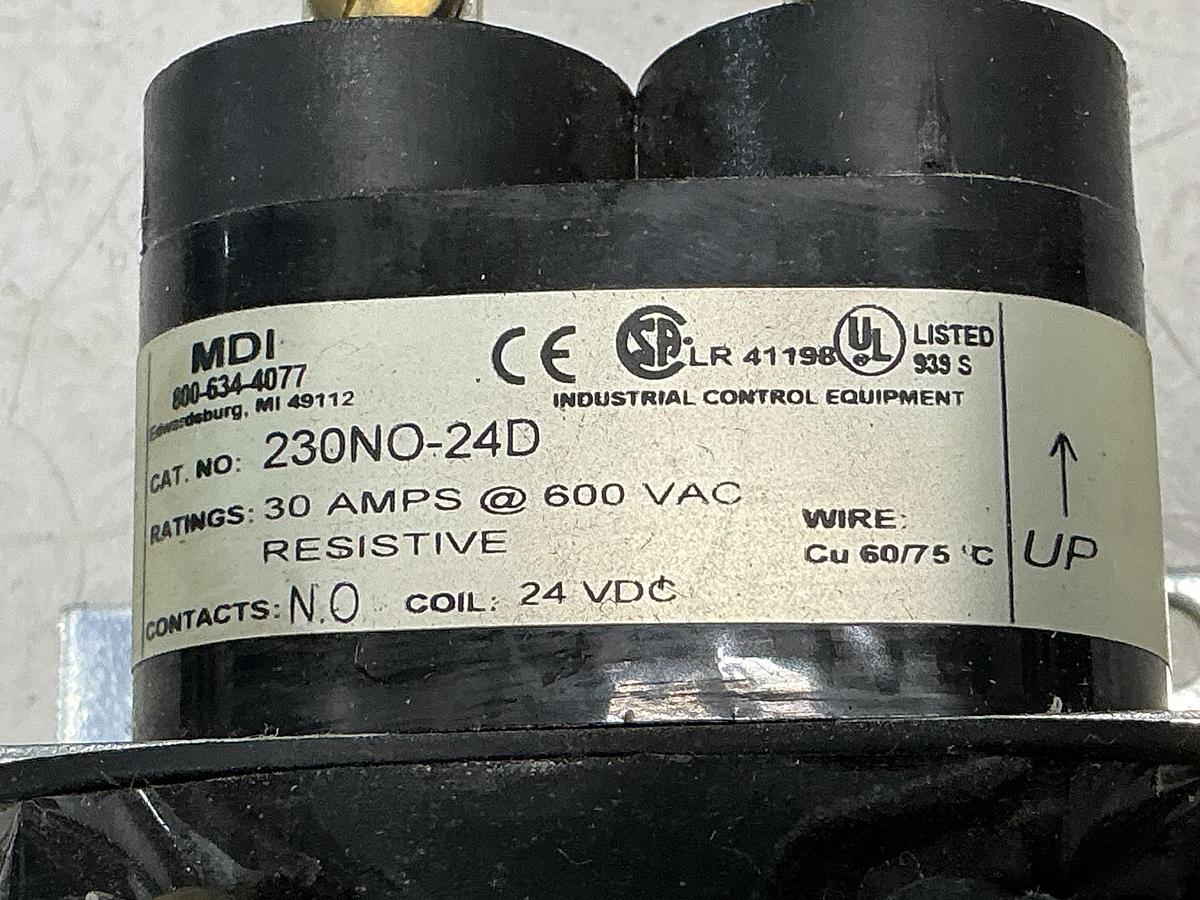 MDI
800-634-4077
Edwardsburg, MI 49112
CE SA. LR 41198 UL® LISTED
939 S
INDUSTRIAL CONTROL EQUIPMENT
CAT. NO: 230NO-24D
RATINGS: 30 AMPS @ 600 VAC
RESISTIVE
WIRE:
Cu 60/75 °C
CONTACTS: N.O COIL: 24 VDC
↑
UP